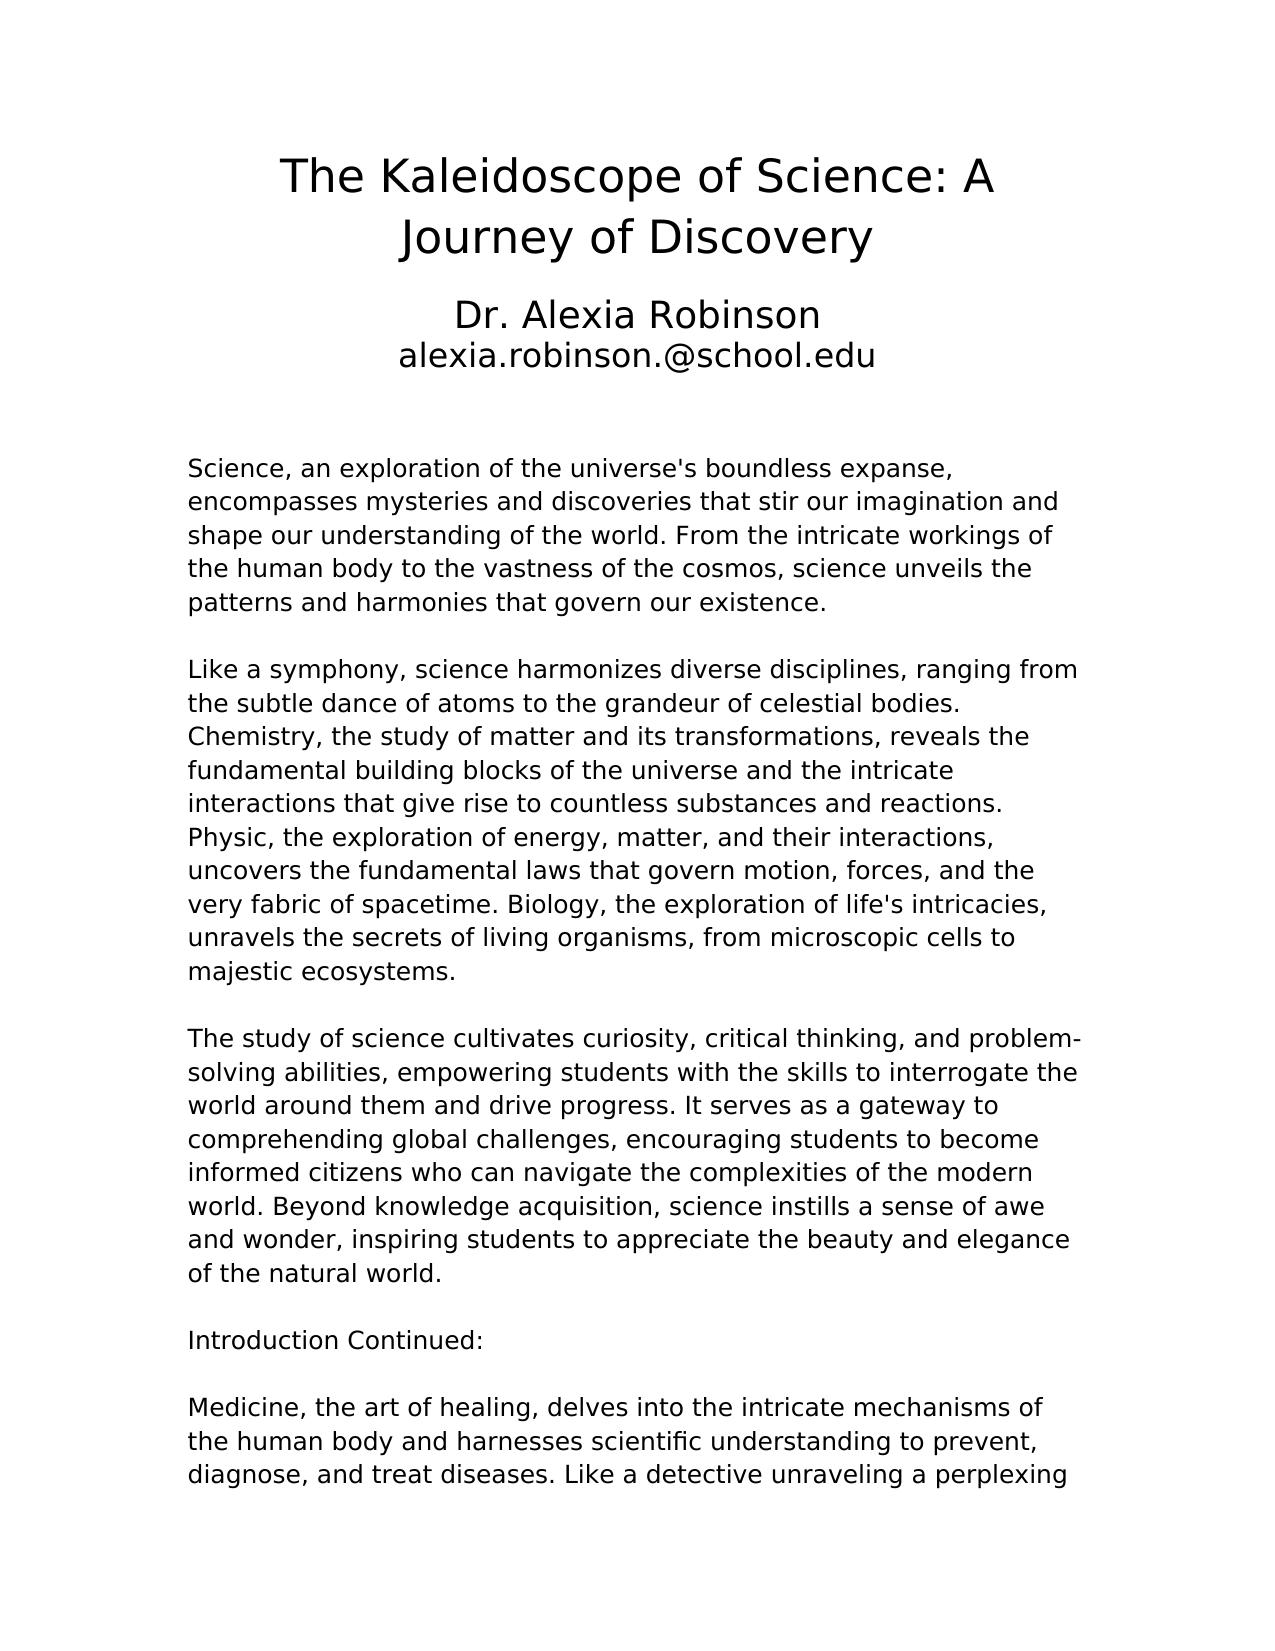 The Kaleidoscope of Science: A
Journey of Discovery
Dr. Alexia Robinson
alexia.robinson.@school.edu
Science, an exploration of the universe's boundless expanse,
encompasses mysteries and discoveries that stir our imagination and
shape our understanding of the world. From the intricate workings of
the human body to the vastness of the cosmos, science unveils the
patterns and harmonies that govern our existence.
Like a symphony, science harmonizes diverse disciplines, ranging from
the subtle dance of atoms to the grandeur of celestial bodies.
Chemistry, the study of matter and its transformations, reveals the
fundamental building blocks of the universe and the intricate
interactions that give rise to countless substances and reactions.
Physic, the exploration of energy, matter, and their interactions,
uncovers the fundamental laws that govern motion, forces, and the
very fabric of spacetime. Biology, the exploration of life's intricacies,
unravels the secrets of living organisms, from microscopic cells to
majestic ecosystems.
The study of science cultivates curiosity, critical thinking, and problem-
solving abilities, empowering students with the skills to interrogate the
world around them and drive progress. It serves as a gateway to
comprehending global challenges, encouraging students to become
informed citizens who can navigate the complexities of the modern
world. Beyond knowledge acquisition, science instills a sense of awe
and wonder, inspiring students to appreciate the beauty and elegance
of the natural world.
Introduction Continued:
Medicine, the art of healing, delves into the intricate mechanisms of
the human body and harnesses scientific understanding to prevent,
diagnose, and treat diseases. Like a detective unraveling a perplexing